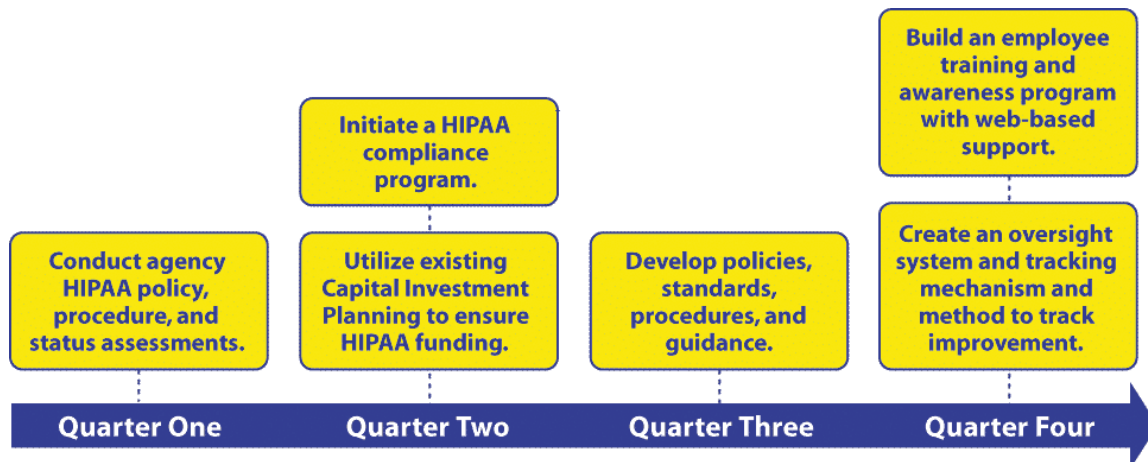 Build an employee
training and
awareness program
with web-based
support.
Initiate a HIPAA
compliance
program.
Conduct agency
HIPAA policy,
procedure, and
status assessments.
Utilize existing
Capital Investment
Planning to ensure
HIPAA funding.
Develop policies,
standards,
procedures, and
guidance.
Create an oversight
system and tracking
mechanism and
method to track
improvement.
Quarter One
Quarter Two
Quarter Three
Quarter Four